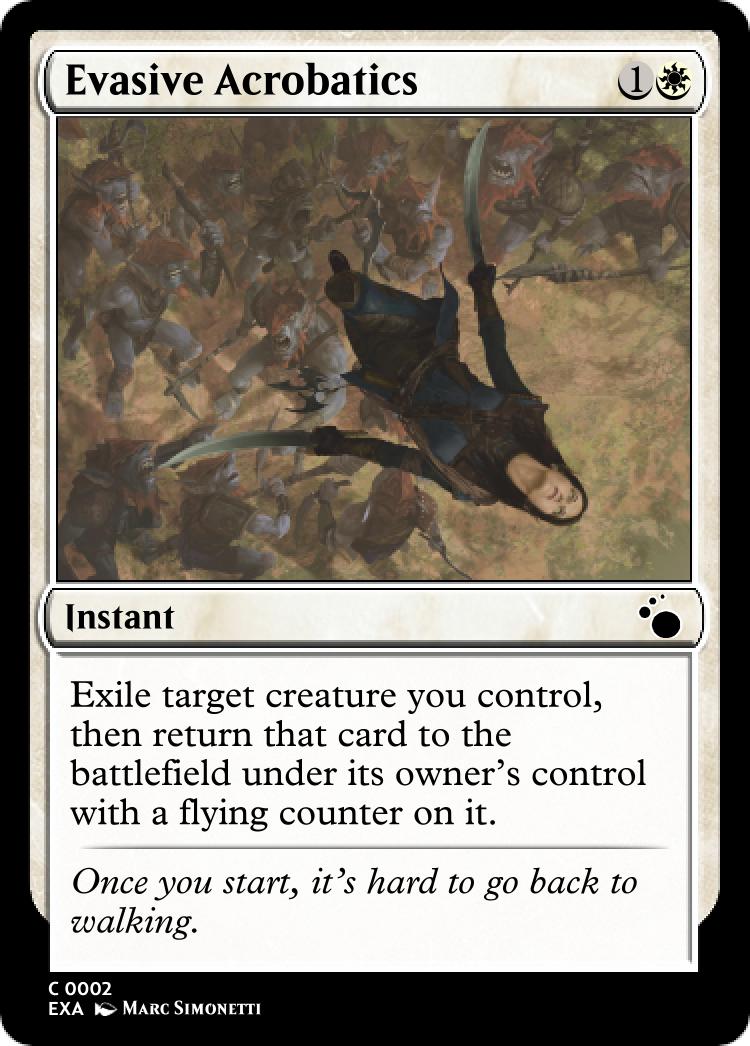 Evasive Acrobatics 1
Instant
Exile target creature you control,
then return that card to the
battlefield under its owner's control
with a flying counter on it.
Once you start, it's hard to go back to
walking.
C 0002
EXA Marc Simonetti